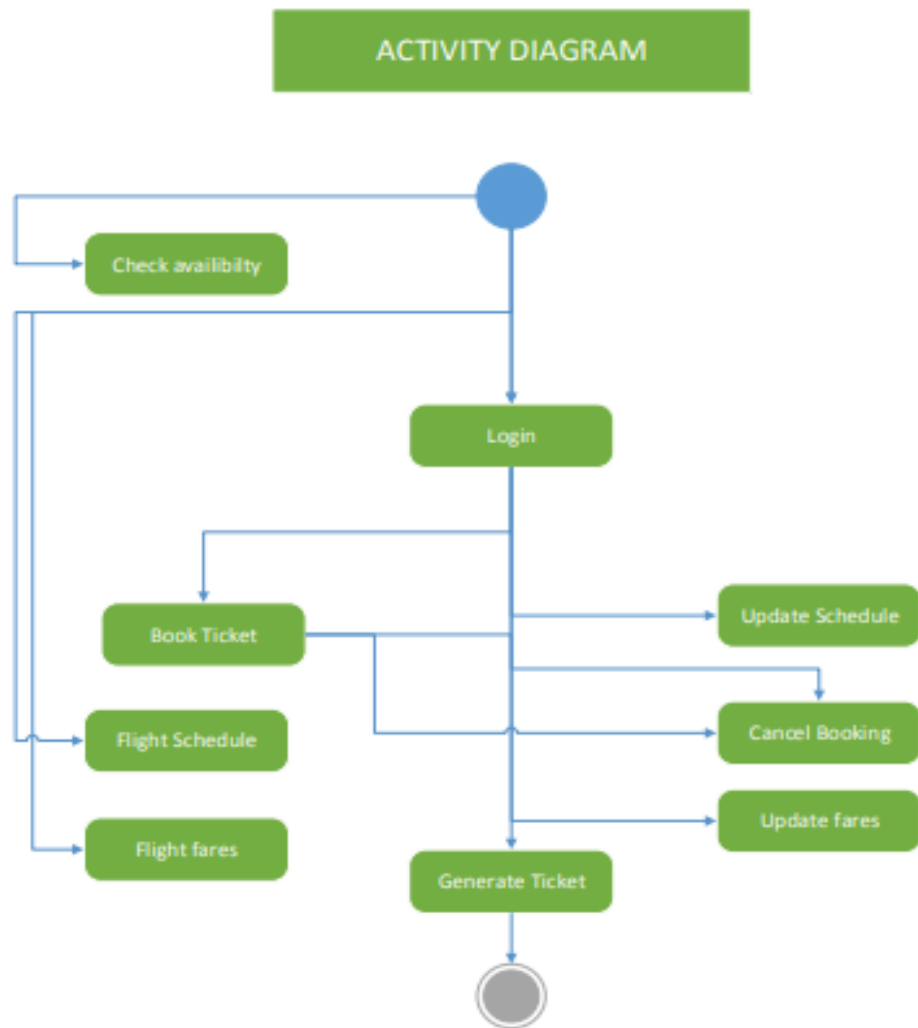 ACTIVITY DIAGRAM
Check availibilty
Login
Book Ticket
Update Schedule
Flight Schedule
Cancel Booking
Update fares
Flight fares
Generate Ticket